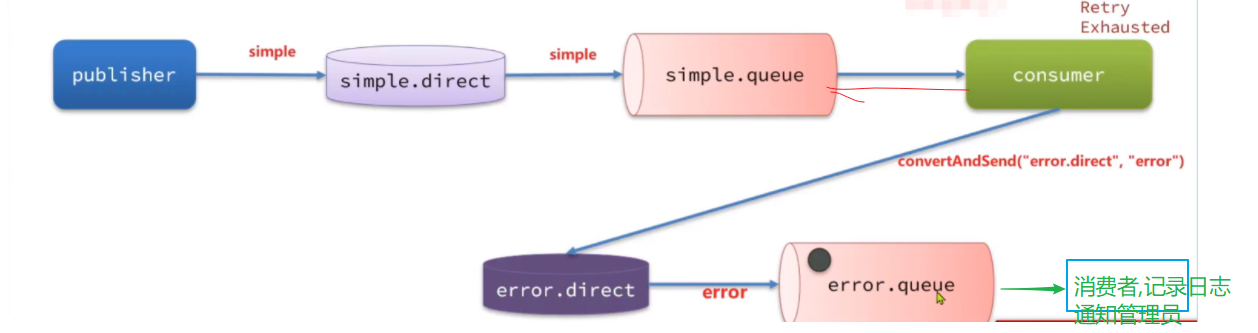 Retry
Exhausted
simple
simple
publisher
simple.direct
simple.queue
consumer
convertAndSend("error.direct", "error")
error.direct
error
error.queue
消费者,记录日志
通知管理员